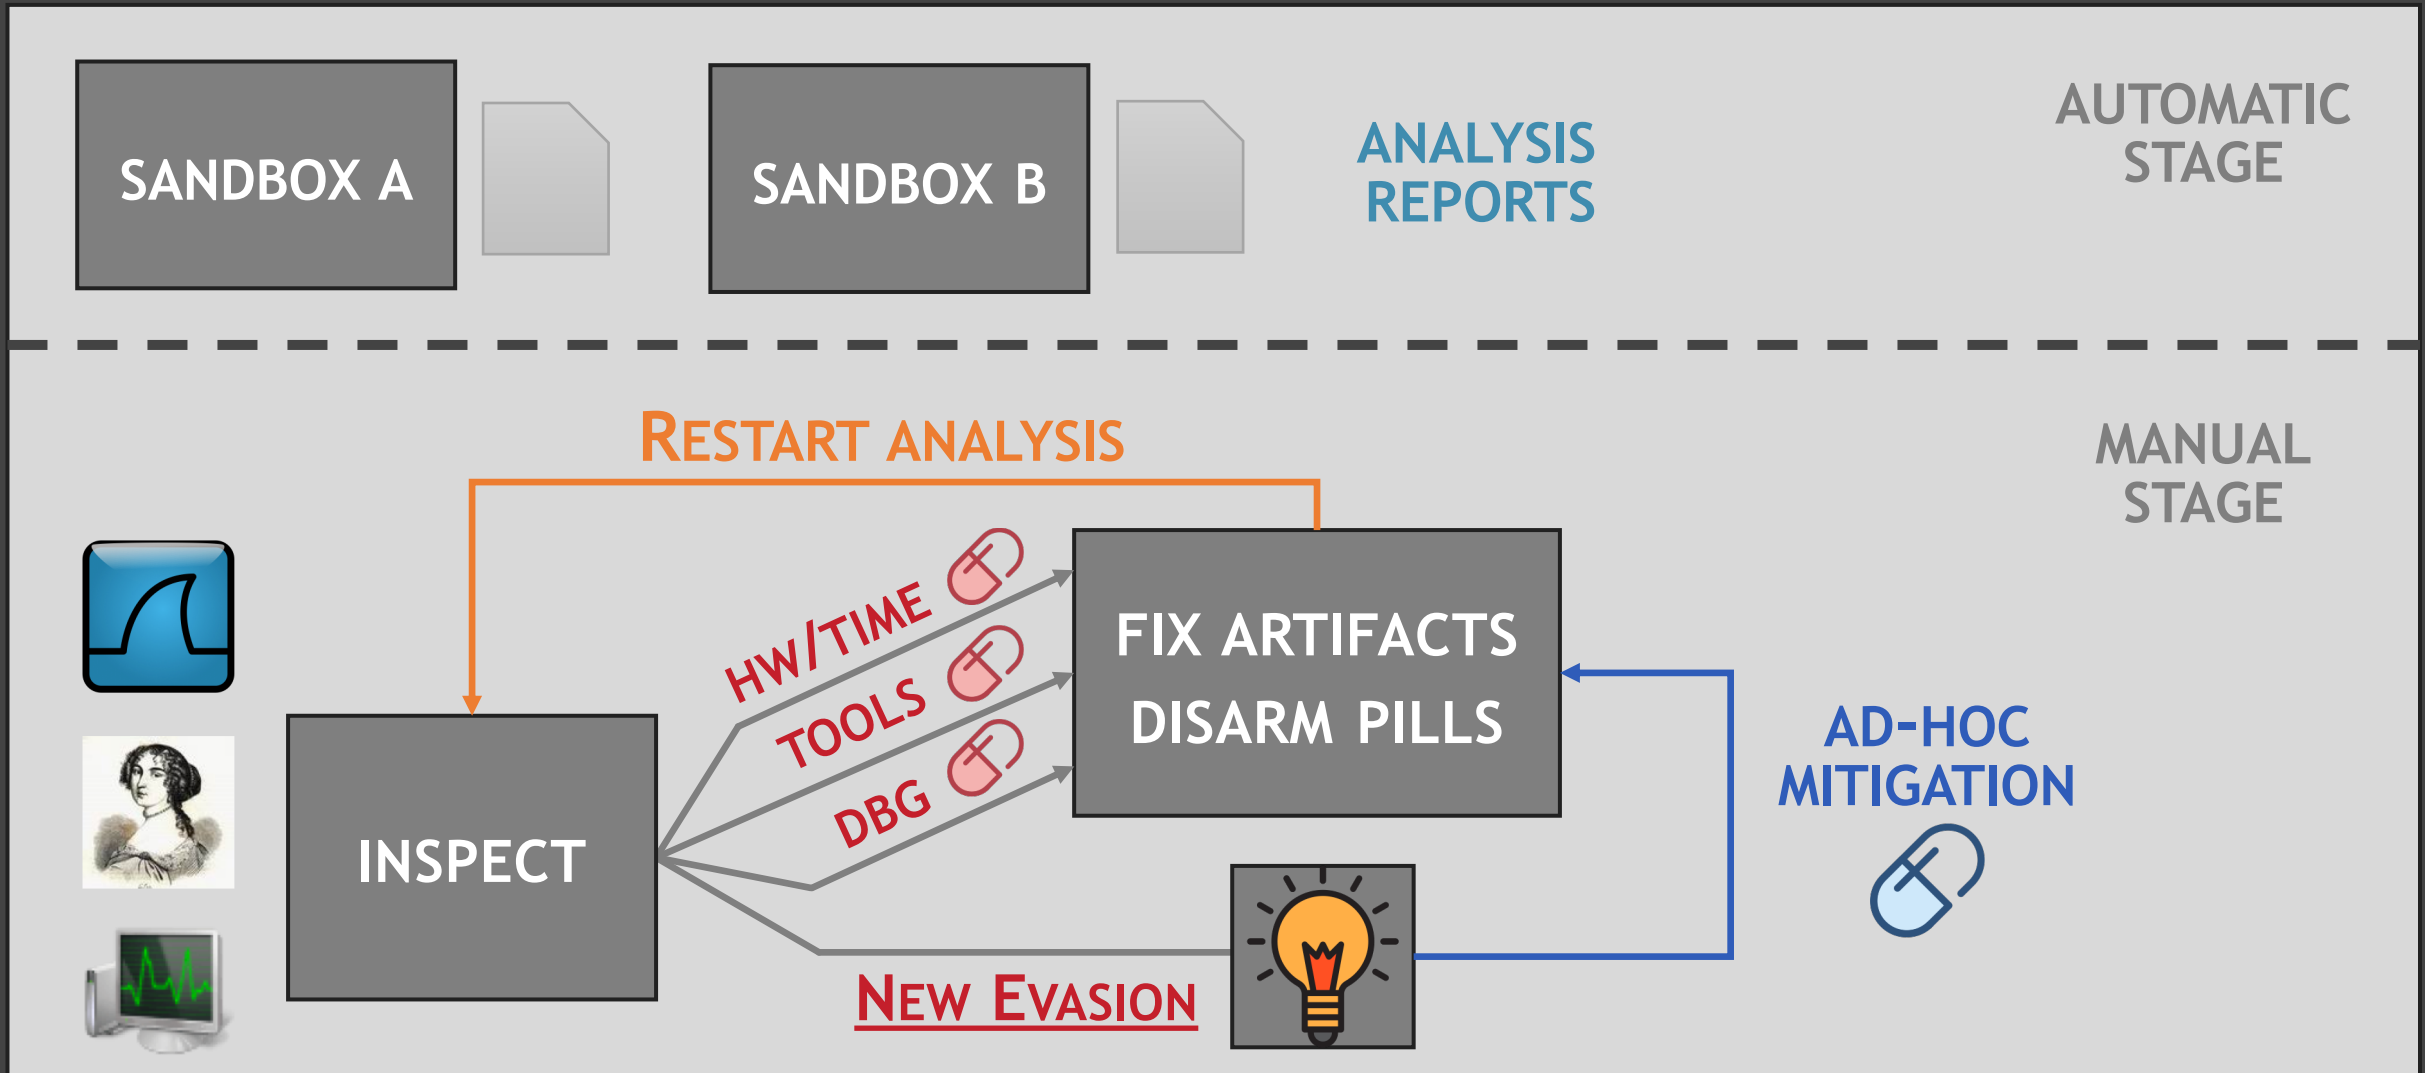 SANDBOX A
SANDBOX B
ANALYSIS
REPORTS
AUTOMATIC
STAGE
RESTART ANALYSIS
MANUAL
STAGE
HW/TIME
TOOLS
DBG
FIX ARTIFACTS
DISARM PILLS
INSPECT
AD-HOC
MITIGATION
NEW EVASION